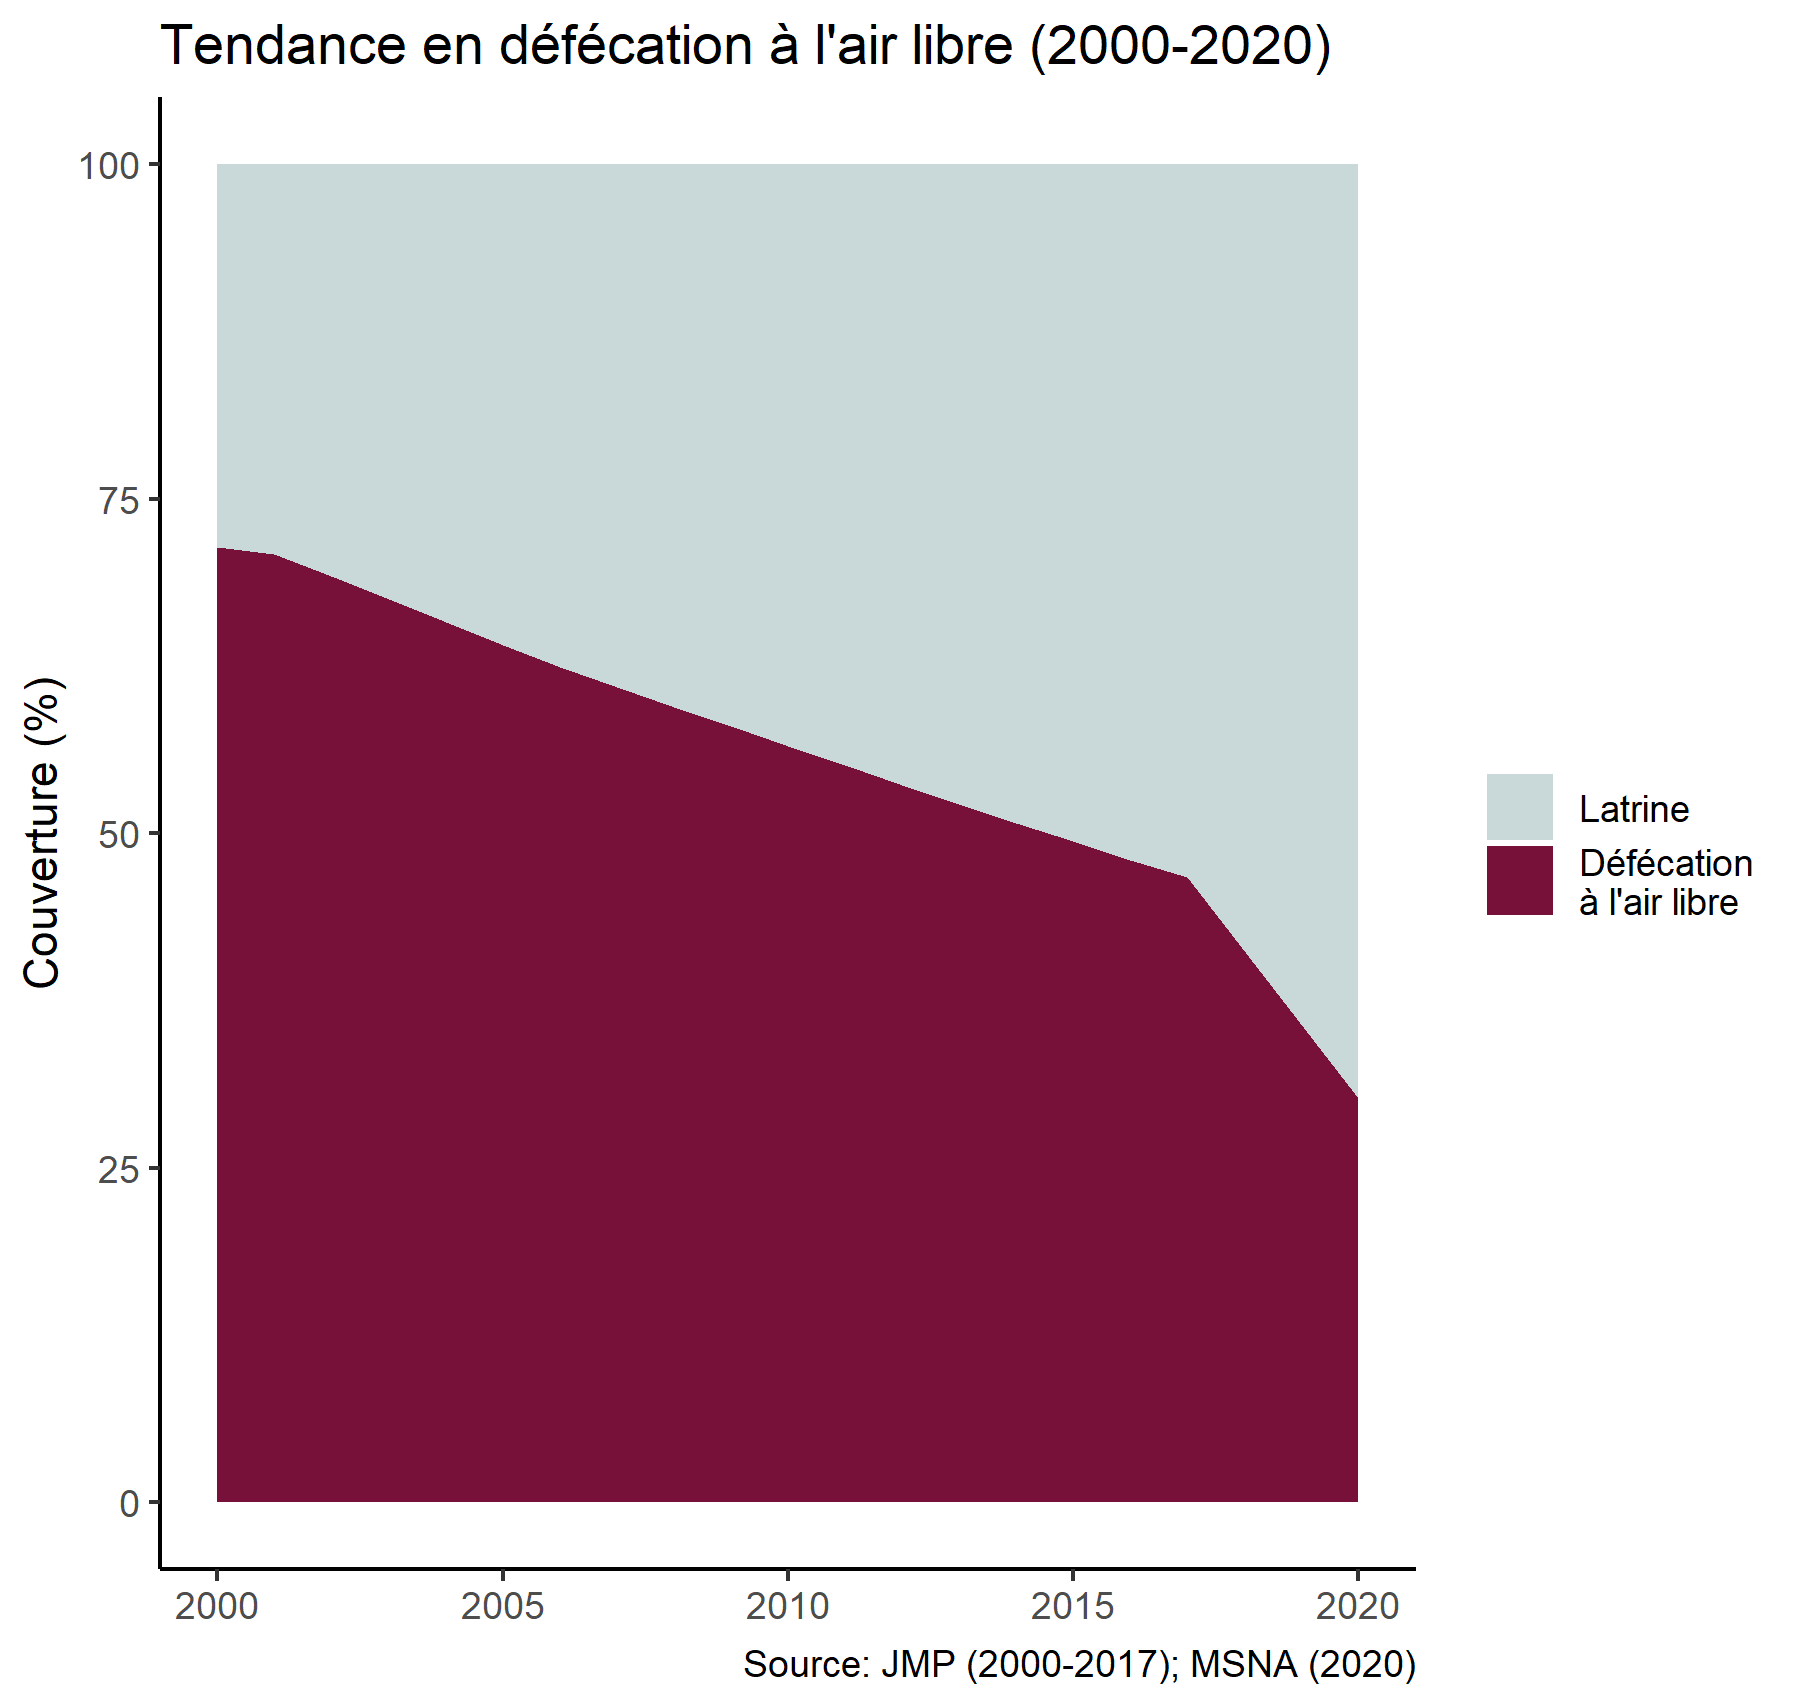 Tendance en défécation à l'air libre (2000-2020)
Couverture (%)
100
75
50
25
0
2000
2005
2010
2015
2020
Latrine
Défécation
à l'air libre
Source: JMP (2000-2017); MSNA (2020)